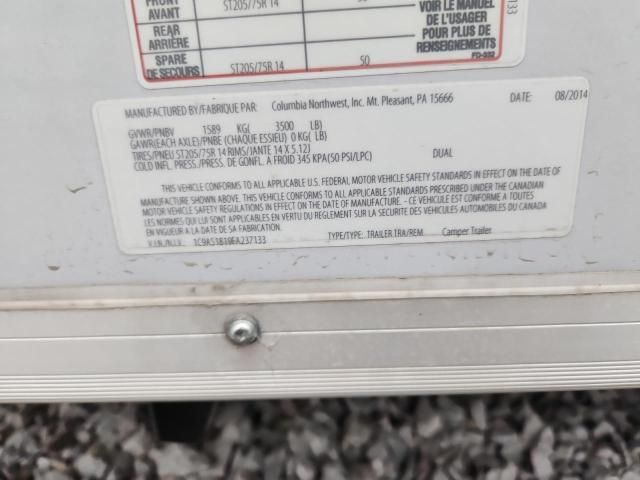 FRONT
AVANT ST205/75R 14
REAR
ARRIÈRE
SPARE
DE SECOURS ST205/75R 14 50
VOIR LE MANUEL
DE L'USAGER
POUR PLUS DE
RENSEIGNEMENTS
FD-332
133
MANUFACTURED BY/FABRIQUE PAR: Columbia Northwest, Inc. Mt. Pleasant, PA 15666 DATE: 08/2014
GVWR/PNBV 1589 KG( 3500 LB)
GAWR(EACH AXLE)/PNBE (CHAQUE ESSIEU) 0 KG( LB)
TIRES/PNEU ST205/75R 14 RIMS/JANTE 14 X 5.12J
COLD INFL. PRESS./PRESS. DE GONFL. A FROID 345 KPA(50 PSI/LPC) DUAL
THIS VEHICLE CONFORMS TO ALL APPLICABLE U.S. FEDERAL MOTOR VEHICLE SAFETY STANDARDS IN EFFECT ON THE DATE OF
MANUFACTURE SHOWN ABOVE. / THIS VEHICLE CONFORMS TO ALL APPLICABLE STANDARDS PRESCRIBED UNDER THE CANADIAN
MOTOR VEHICLE SAFETY REGULATIONS IN EFFECT ON THE DATE OF MANUFACTURE. - CE VEHICULE EST CONFORME A TOUTES
LES NORMES QUI LUI SONT APPLICABLES EN VERTU DU REGLEMENT SUR LA SECURITE DES VEHICULES AUTOMOBILES DU CANADA
EN VIGUEUR A LA DATE DE SA FABRICATION.
V.I.N./N.I.V. TYPE/TYPE: TRAILER TRA/REM Camper Trailer